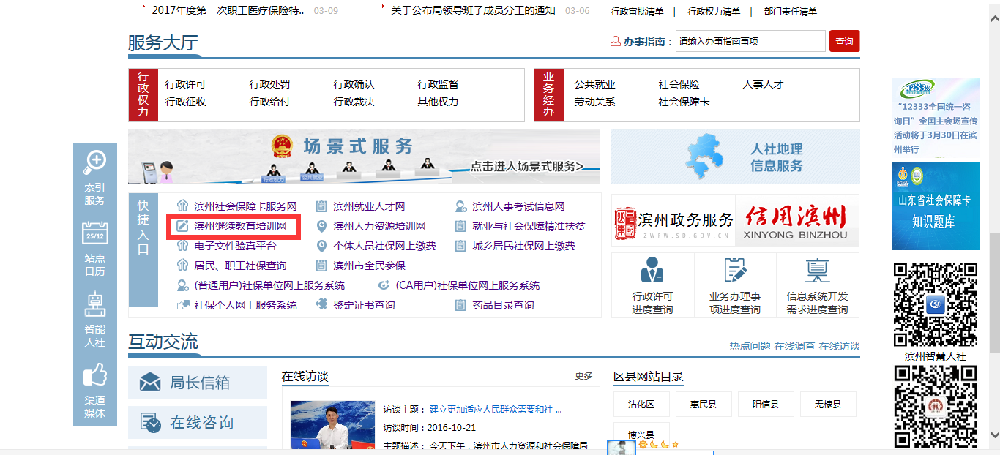 2017年度第一次职工医疗保险特.. 03-09
关于公布局领导班子成员分工的通知 03-06
行政审批清单 | 行政权力清单 | 部门责任清单
服务大厅
办事指南：
请输入办事指南事项
查询
行政权力
行政许可 行政处罚 行政确认 行政监督
行政征收 行政给付 行政裁决 其他权力
业务经办
公共就业 社会保险 人事人才
劳动关系 社会保障卡
场景式服务
行政权力
公共就业
点击进入场景式服务>
人社地理
信息服务
快捷入口
滨州社会保障卡服务网 滨州就业人才网 滨州人事考试信息网
滨州继续教育培训网 滨州人力资源培训网 就业与社会保障精准扶贫
电子文件验真平台 个体人员社保网上缴费 城乡居民社保网上缴费
居民、职工社保查询 滨州市全民参保
(普通用户)社保单位网上服务系统 (CA用户)社保单位网上服务系统
社保个人网上服务系统 鉴定证书查询 药品目录查询
滨州政务服务
ZWFW.SD.GOV.CN
信用滨州
XINYONG BINZHOU
行政许可
进度查询
业务办理事
项进度查询
信息系统开发
需求进度查询
互动交流
热点问题 在线调查 在线访谈
局长信箱
在线咨询
在线访谈
更多
访谈主题： 建立更加适应人民群众需要和社 ...
访谈时间：2016-10-21
主题描述： 今天下午，滨州市人力资源和社会保障局
区县网站目录
沾化区 惠民县 阳信县 无棣县
博兴县
索引
服务
25/12
站点
日历
智能
人社
渠道
媒体
12333
“12333全国统一咨
询日”全国主会场宣传
活动将于3月30日在滨
州举行
山东省社会保障卡
知识题库
滨州智慧人社